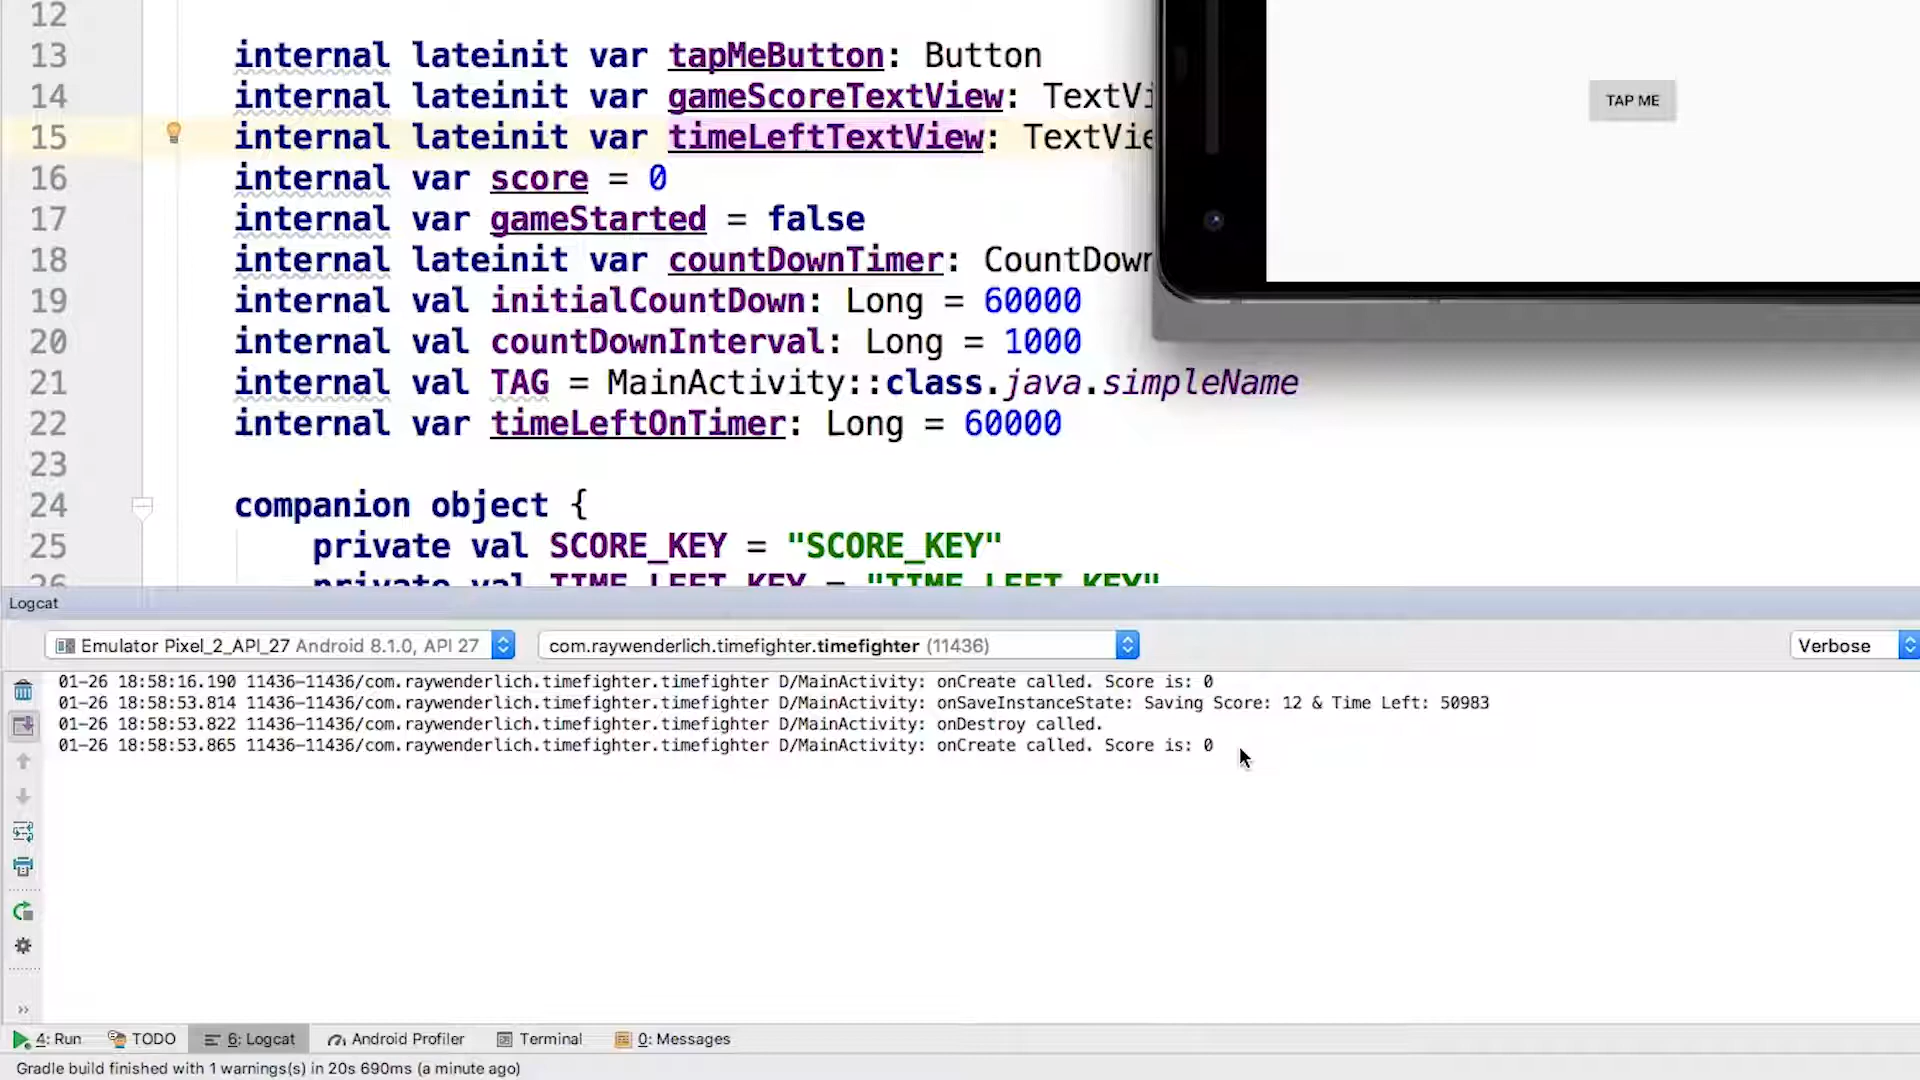 12
13 internal lateinit var tapMeButton: Button
14 internal lateinit var gameScoreTextView: TextVi
15 internal lateinit var timeLeftTextView: TextVie
16 internal var score = 0
17 internal var gameStarted = false
18 internal lateinit var countDownTimer: CountDown
19 internal val initialCountDown: Long = 60000
20 internal val countDownInterval: Long = 1000
21 internal val TAG = MainActivity::class.java.simpleName
22 internal var timeLeftOnTimer: Long = 60000
23
24 companion object {
25 private val SCORE_KEY = "SCORE_KEY"
26 private val TIME_LEFT_KEY = "TIME_LEFT_KEY"
TAP ME
Logcat
Emulator Pixel_2_API_27 Android 8.1.0, API 27 com.raywenderlich.timefighter.timefighter (11436) Verbose
01-26 18:58:16.190 11436-11436/com.raywenderlich.timefighter.timefighter D/MainActivity: onCreate called. Score is: 0
01-26 18:58:53.814 11436-11436/com.raywenderlich.timefighter.timefighter D/MainActivity: onSaveInstanceState: Saving Score: 12 & Time Left: 50983
01-26 18:58:53.822 11436-11436/com.raywenderlich.timefighter.timefighter D/MainActivity: onDestroy called.
01-26 18:58:53.865 11436-11436/com.raywenderlich.timefighter.timefighter D/MainActivity: onCreate called. Score is: 0
4: Run TODO 6: Logcat Android Profiler Terminal 0: Messages
Gradle build finished with 1 warnings(s) in 20s 690ms (a minute ago)